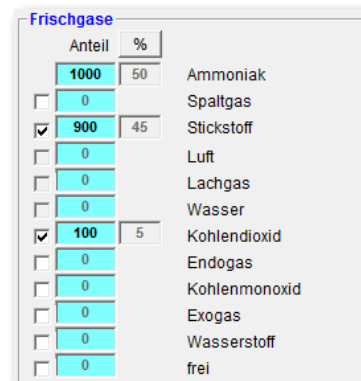 Frischgase
Anteil %
1000 50 Ammoniak
0 Spaltgas
900 45 Stickstoff
0 Luft
0 Lachgas
0 Wasser
100 5 Kohlendioxid
0 Endogas
0 Kohlenmonoxid
0 Exogas
0 Wasserstoff
0 frei